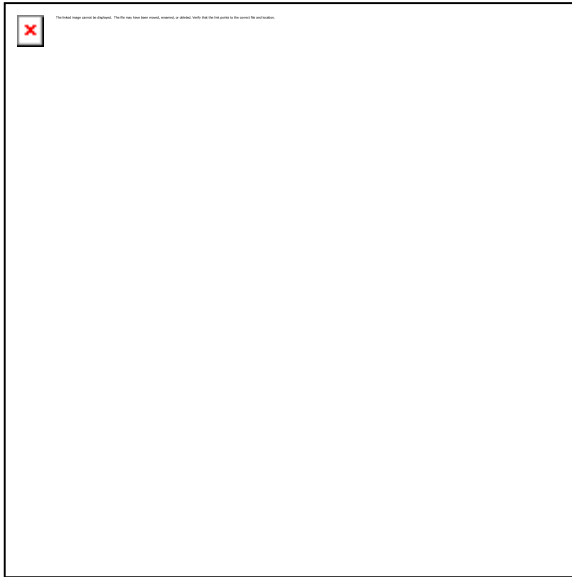 The linked image cannot be displayed. The file may have been moved, renamed, or deleted. Verify that the link points to the correct file and location.